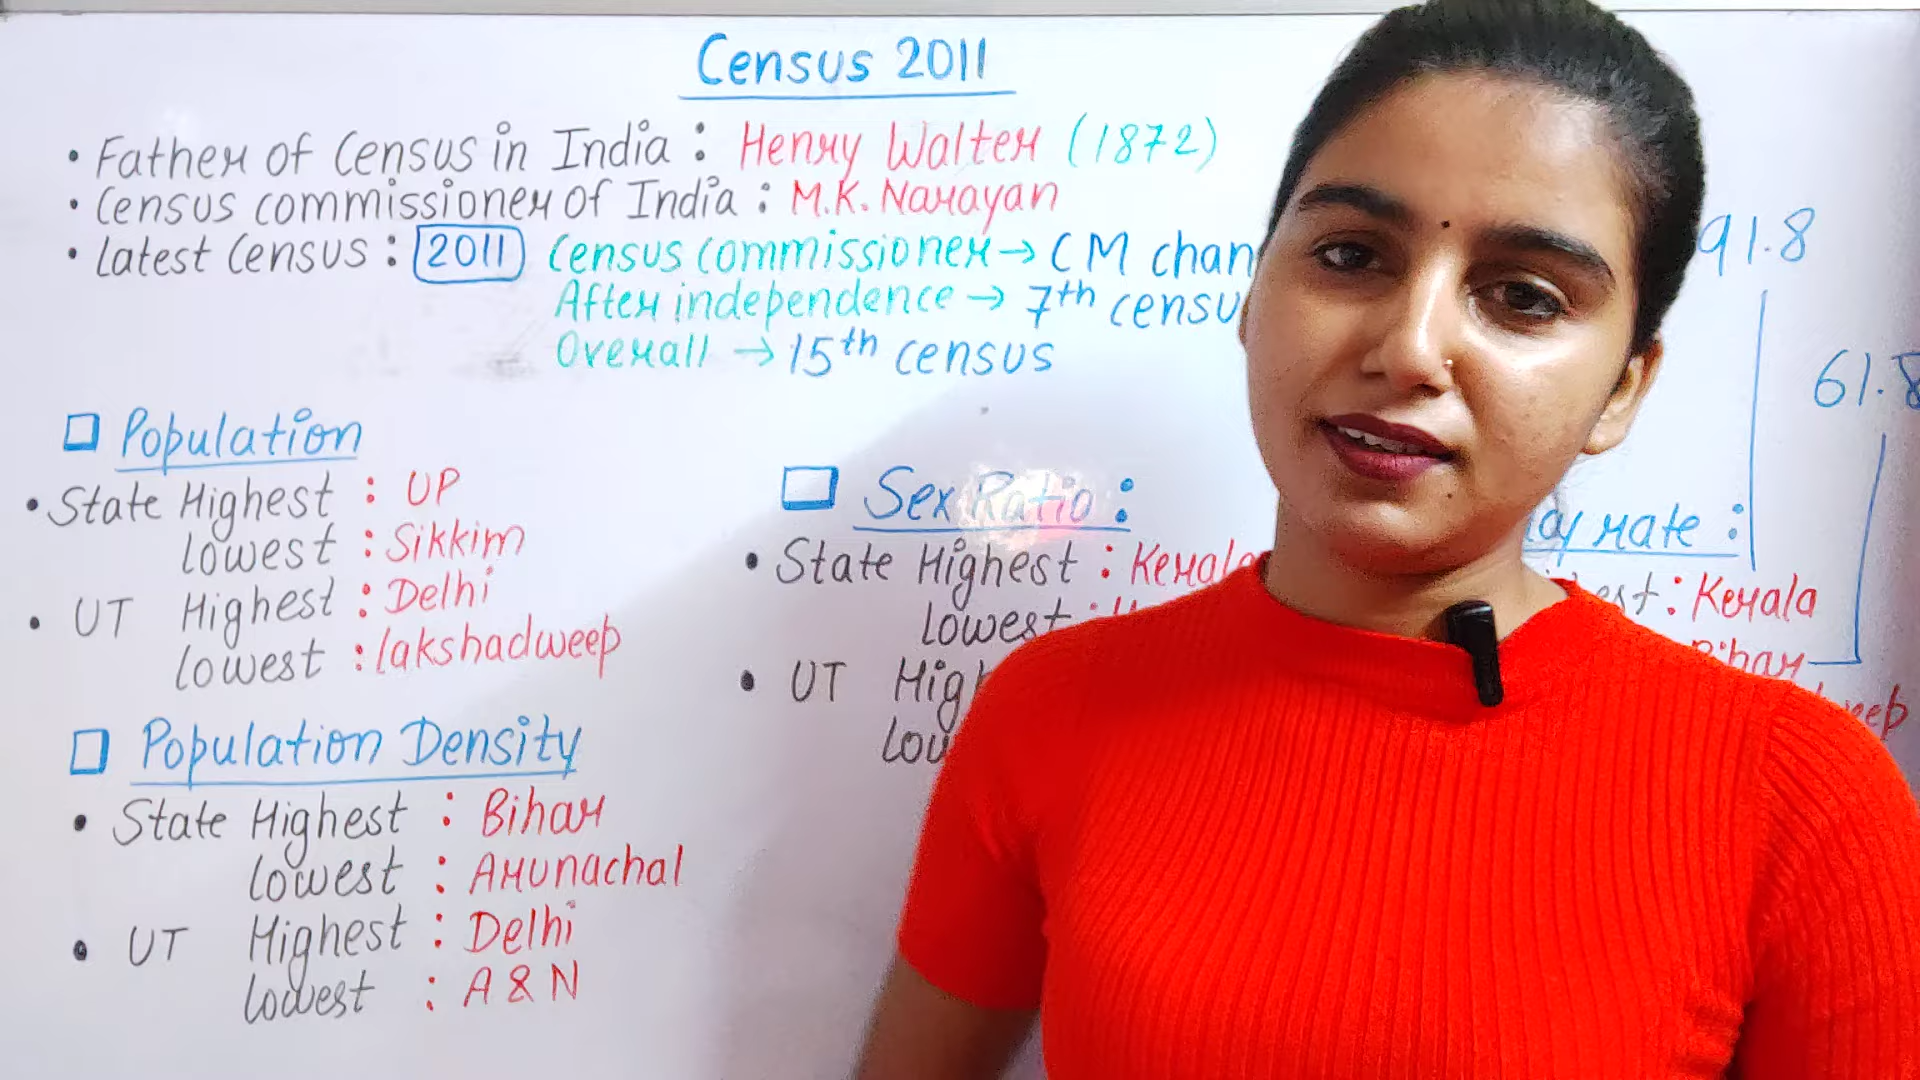 Census 2011
• Father of Census in India : Henry Walter (1872)
• Census commissioner of India : M.K. Narayan
• Latest Census : 2011 Census commissioner → CM
After independence → 7th
Overall → 15th census
91.8
61.8
Population
• State Highest : UP
lowest : Sikkim
• UT Highest : Delhi
lowest : lakshadweep
Population Density
• State Highest : Bihar
lowest : Arunachal
• UT Highest : Delhi
lowest : A & N
Sex Ratio :
• State Highest : Kerala
lowest :
• UT
rate :
: Kerala
Bihar